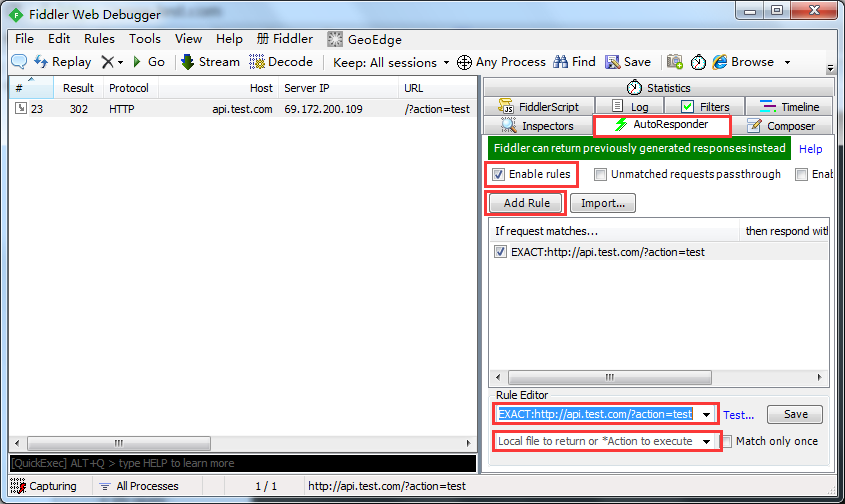 Fiddler Web Debugger
File Edit Rules Tools View Help 册 Fiddler GeoEdge
Replay Go Stream Decode Keep: All sessions Any Process Find Save Browse
# Result Protocol Host Server IP URL
23 302 HTTP api.test.com 69.172.200.109 /?action=test
Statistics
FiddlerScript Log Filters Timeline
Inspectors AutoResponder Composer
Fiddler can return previously generated responses instead Help
Enable rules Unmatched requests passthrough Enab
Add Rule Import...
If request matches... then respond with
EXACT:http://api.test.com/?action=test
Rule Editor
EXACT:http://api.test.com/?action=test Test... Save
Local file to return or *Action to execute Match only once
[QuickExec] ALT+Q > type HELP to learn more
Capturing All Processes 1 / 1 http://api.test.com/?action=test